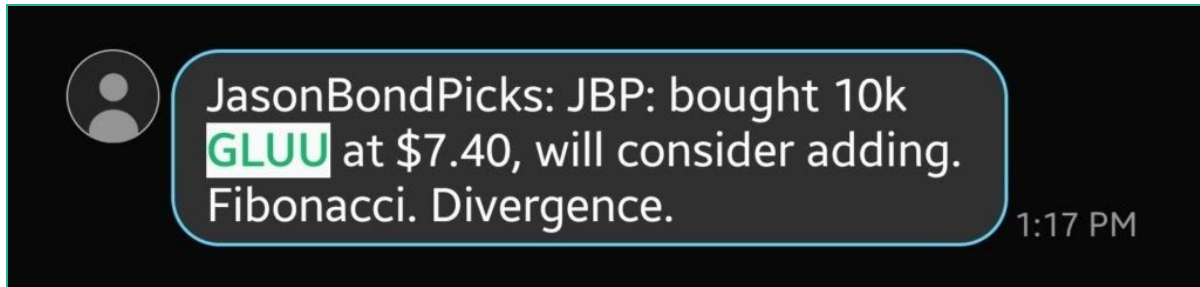 JasonBondPicks: JBP: bought 10k
GLUU at $7.40, will consider adding.
Fibonacci. Divergence.
1:17 PM